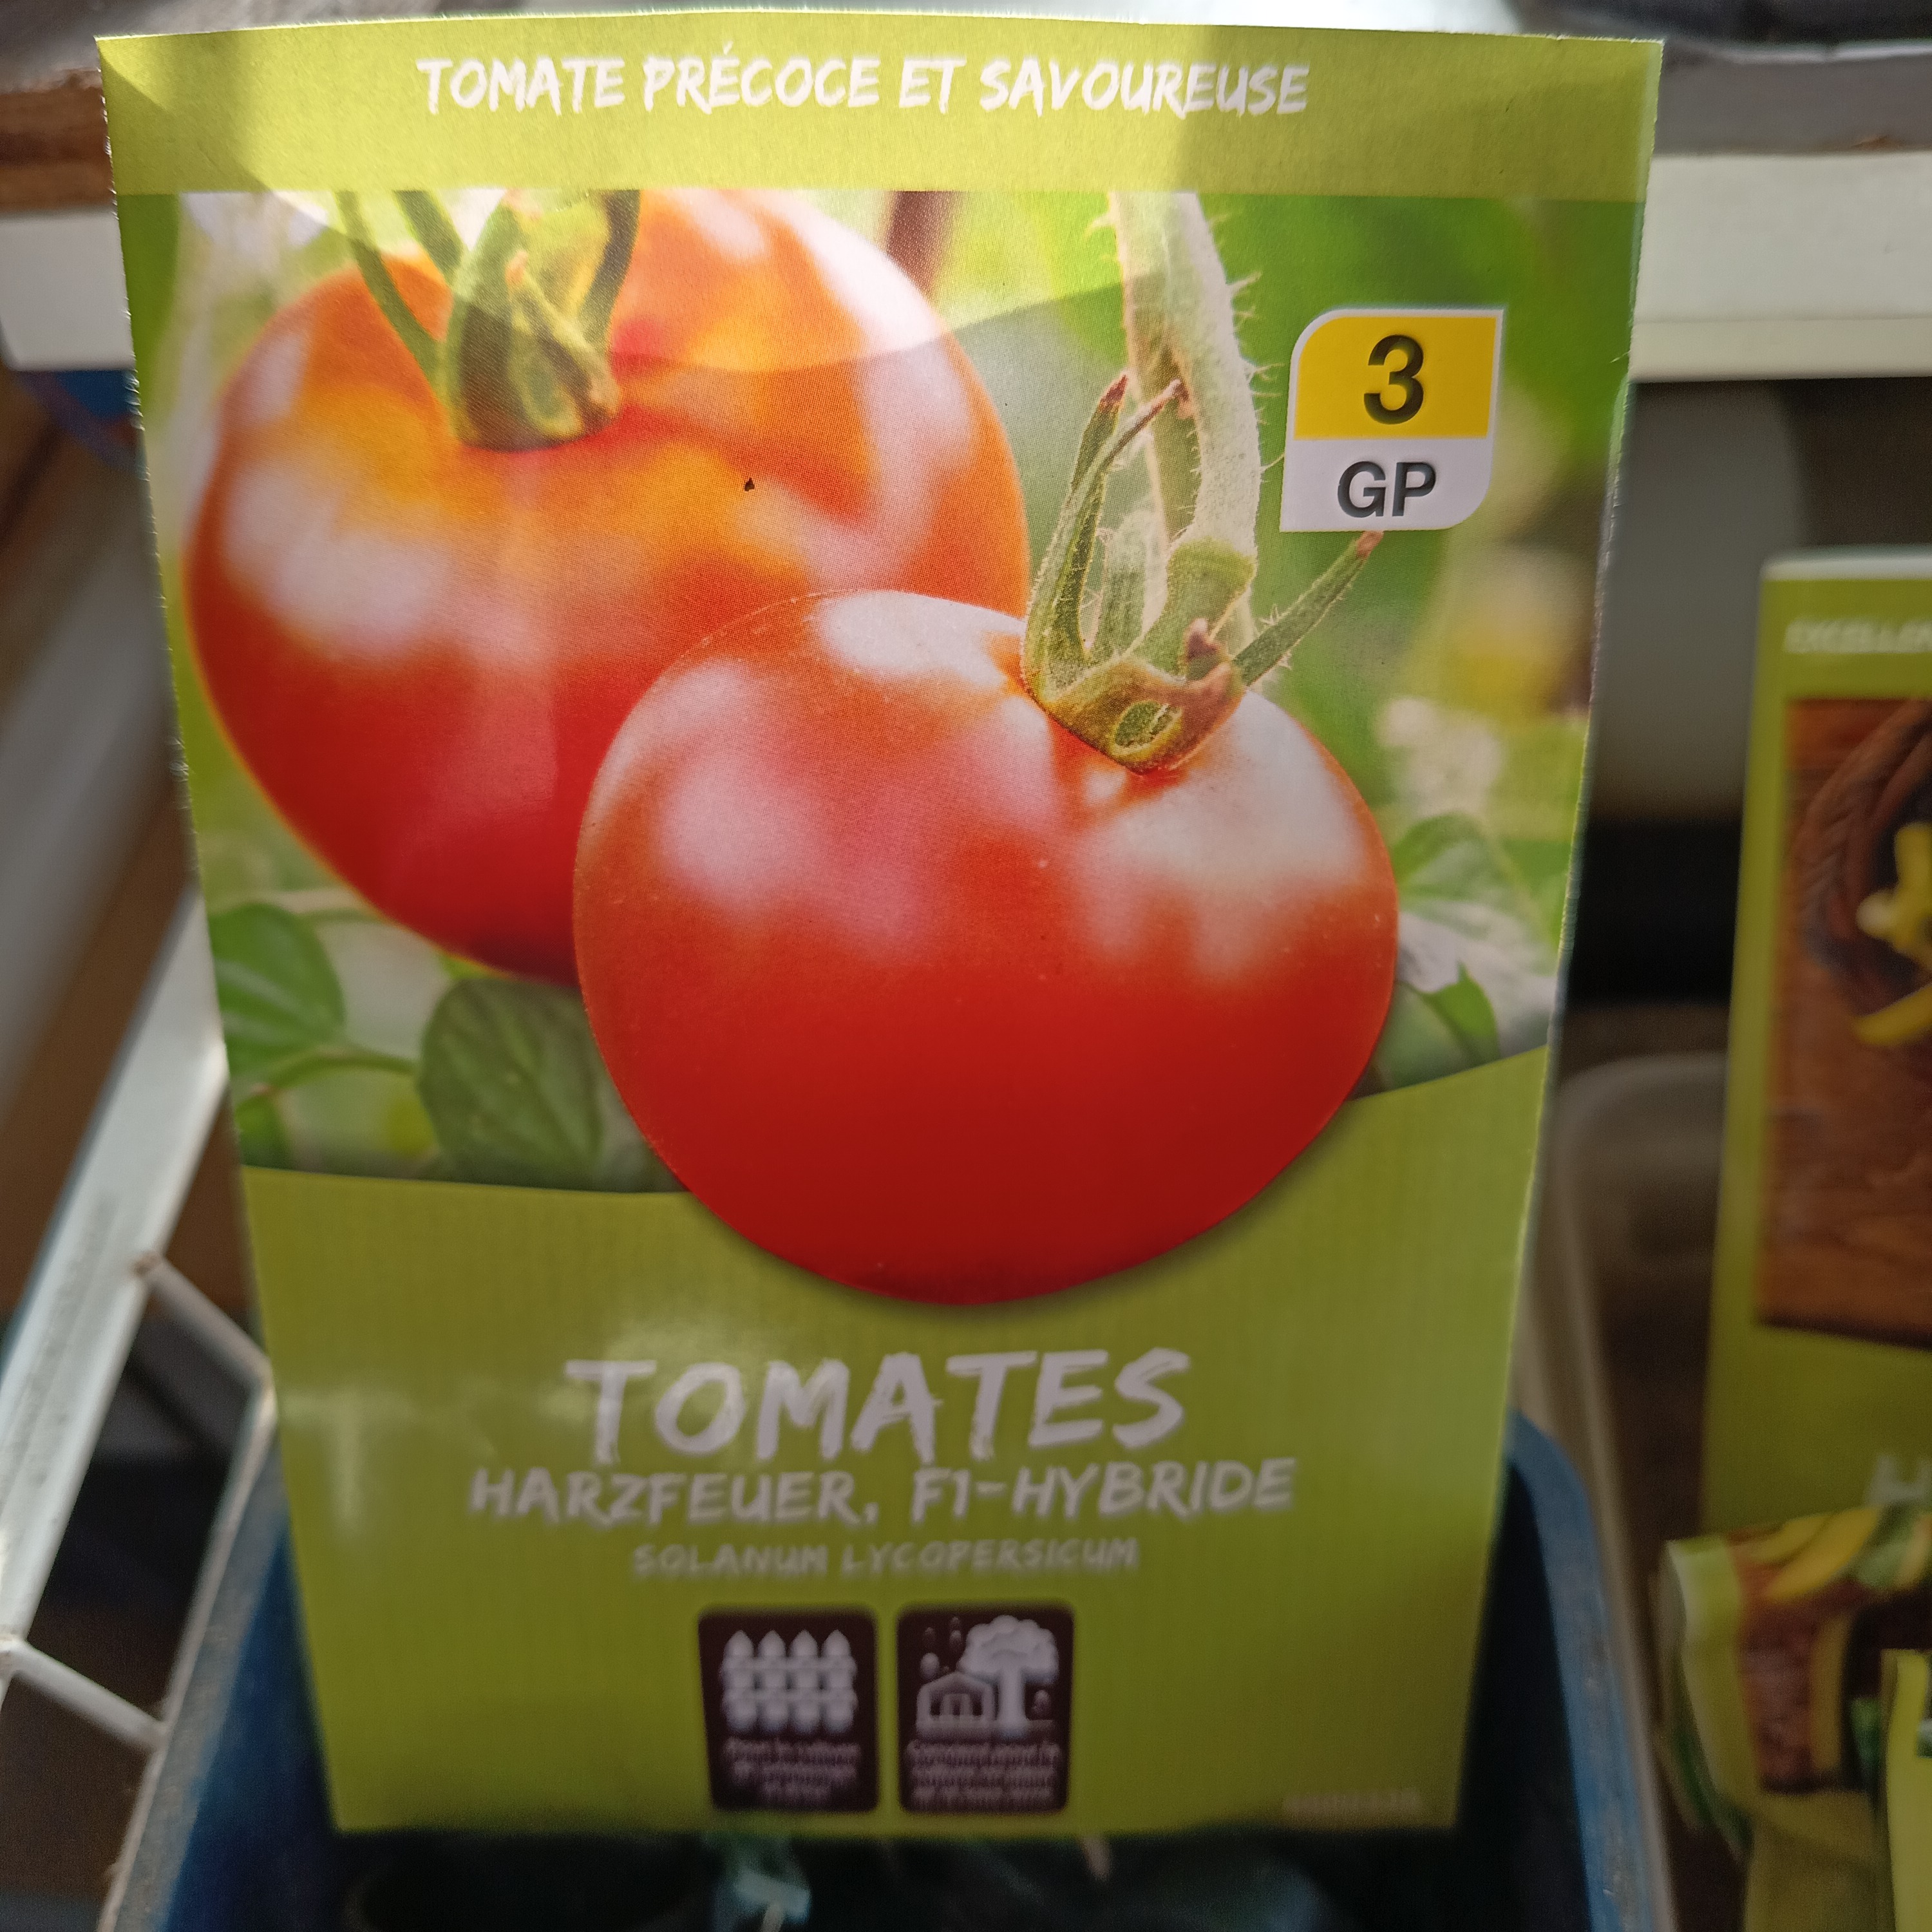 TOMATE PRÉCOCE ET SAVOUREUSE
3
GP
TOMATES
HARZFEUER, F1-HYBRIDE
SOLANUM LYCOPERSICUM